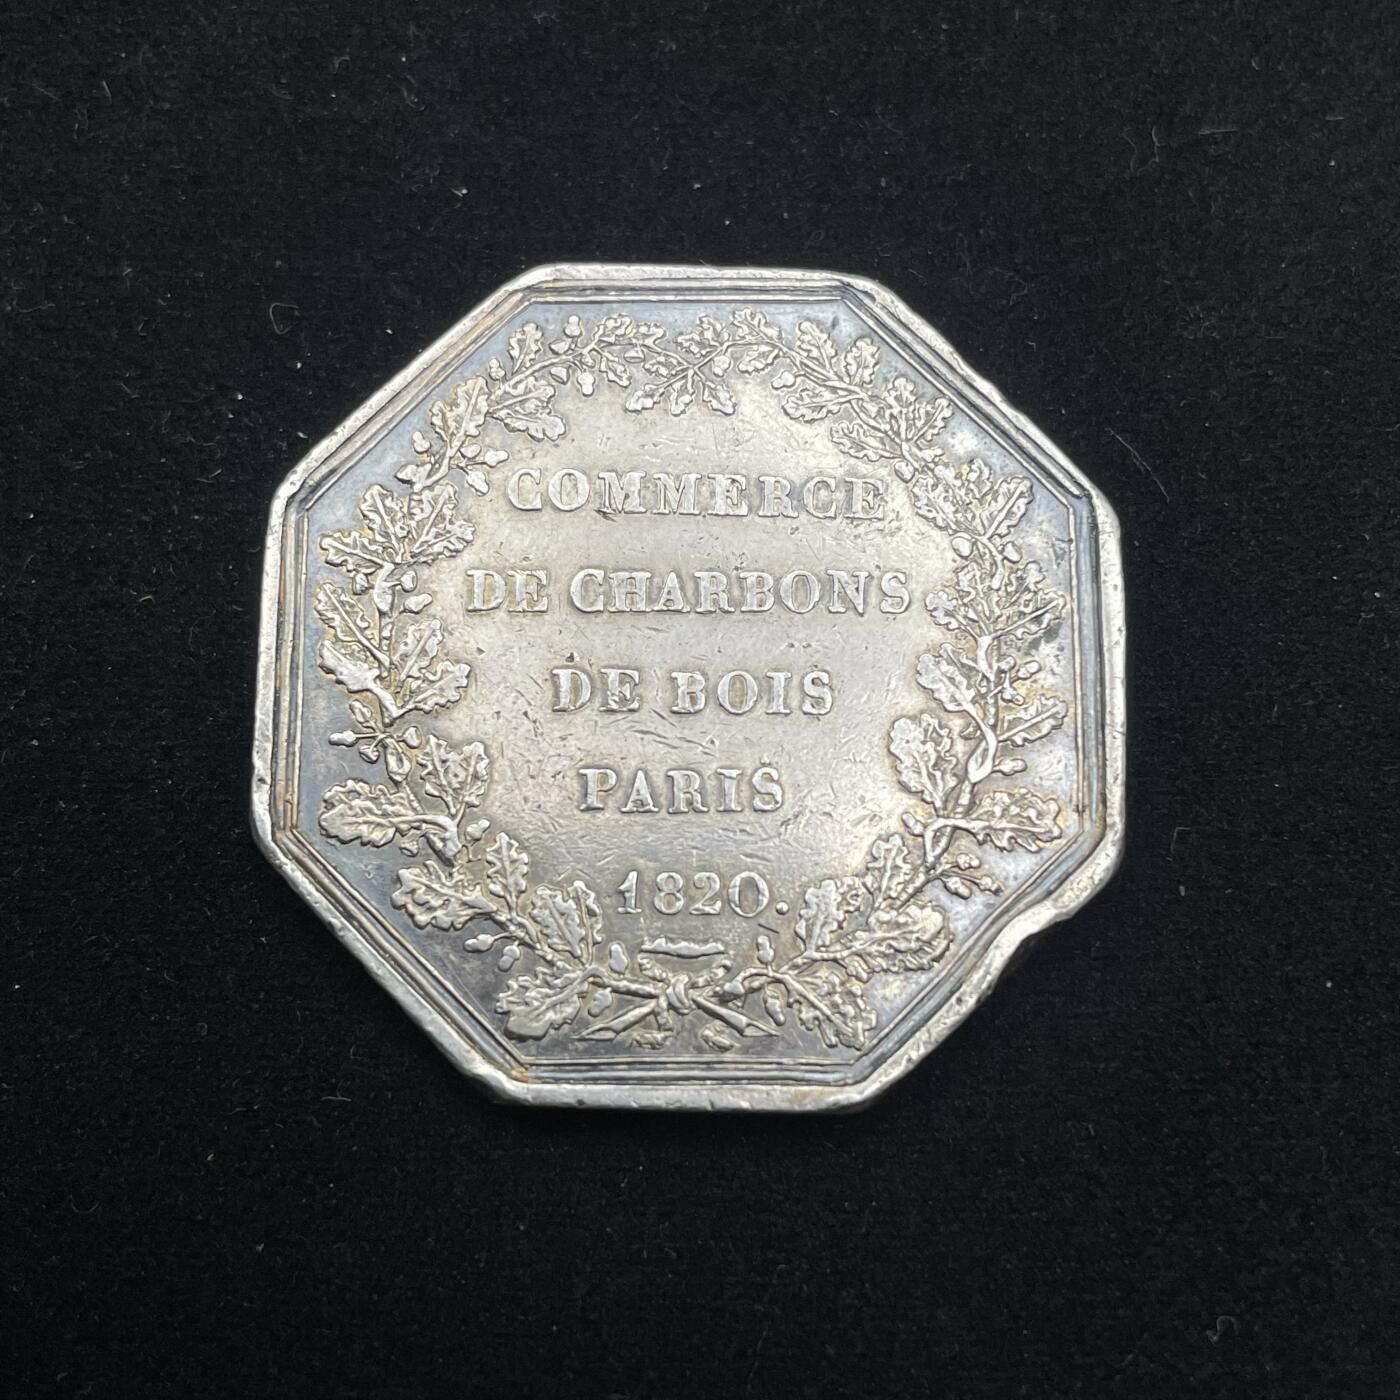 COMMERCE
DE CHARBONS
DE BOIS
PARIS
1820.